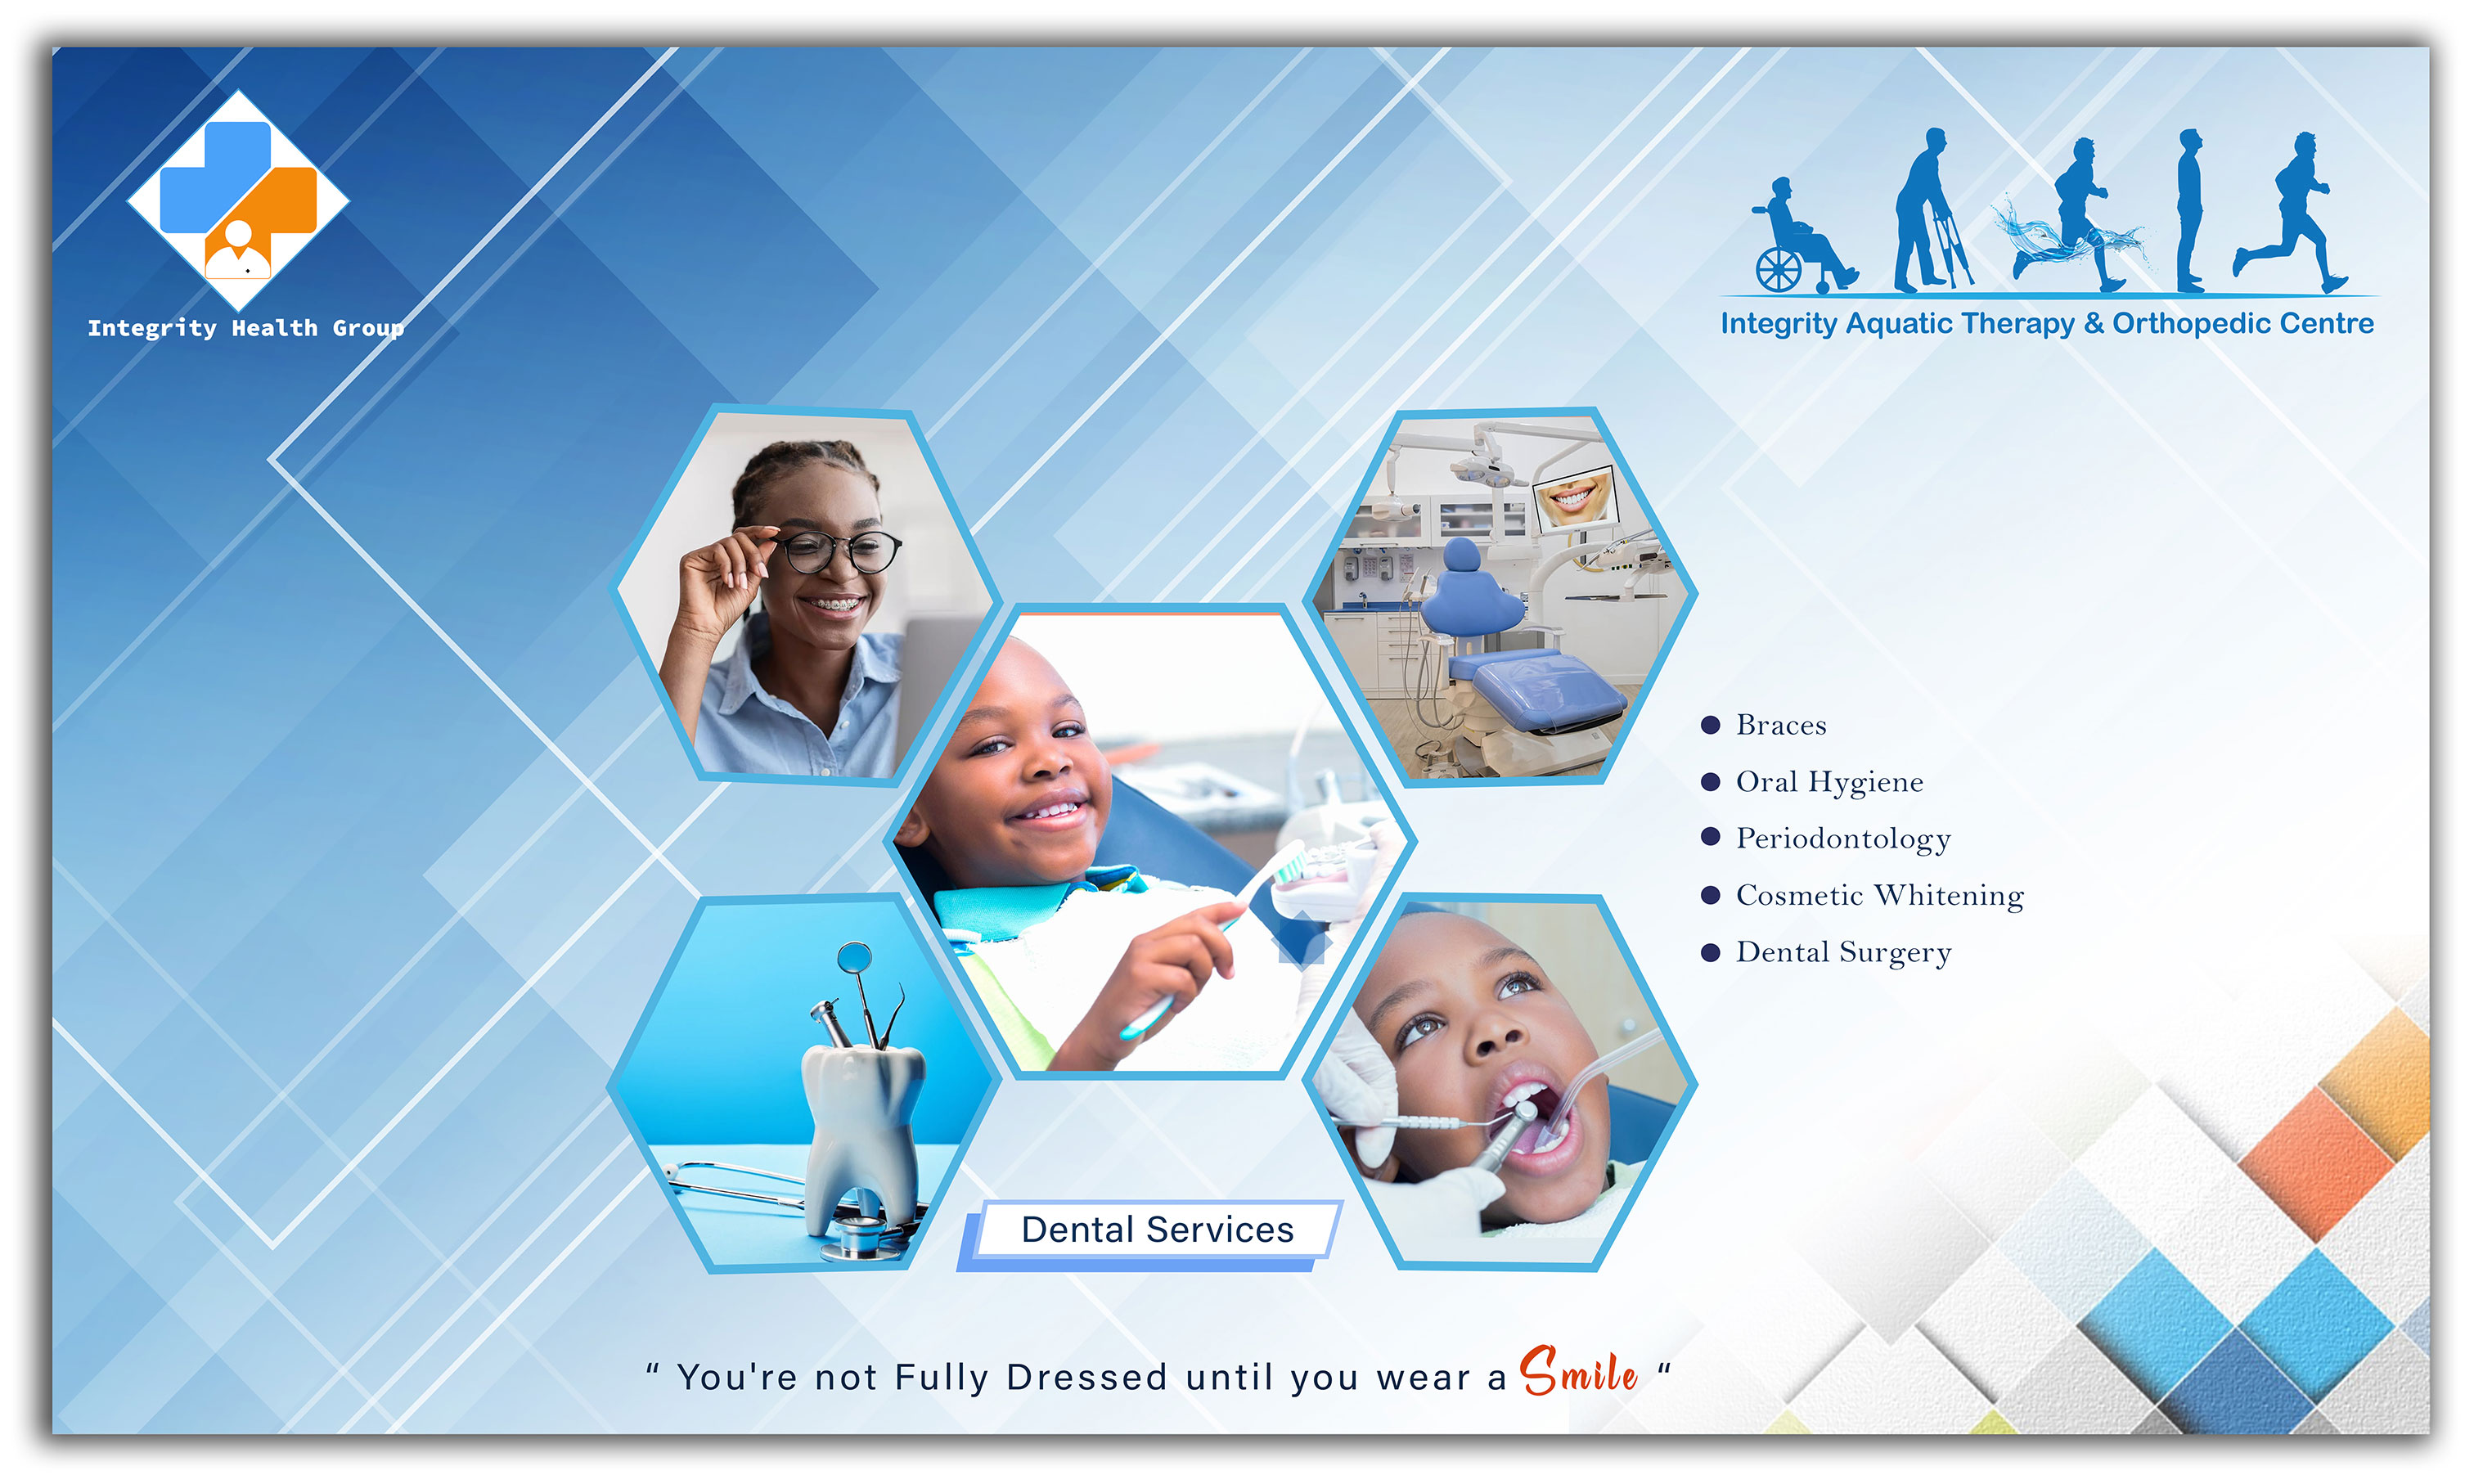 Integrity Health Group
Integrity Aquatic Therapy & Orthopedic Centre
Braces
Oral Hygiene
Periodontology
Cosmetic Whitening
Dental Surgery
Dental Services
“ You're not Fully Dressed until you wear a Smile “